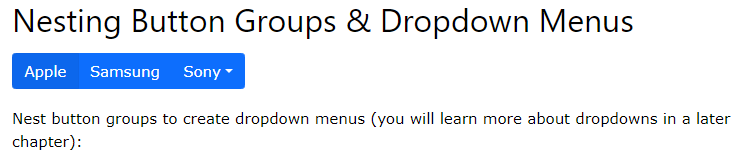 Nesting Button Groups & Dropdown Menus
Apple Samsung Sony
Nest button groups to create dropdown menus (you will learn more about dropdowns in a later
chapter):